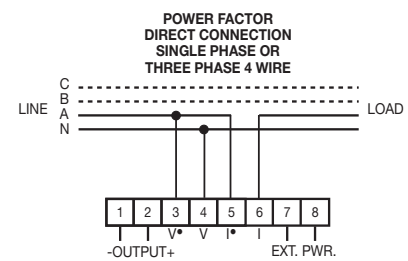 POWER FACTOR
DIRECT CONNECTION
SINGLE PHASE OR
THREE PHASE 4 WIRE
C
B
LINE A LOAD
N
1 2 3 4 5 6 7 8
V• V I• I
-OUTPUT+ EXT. PWR.